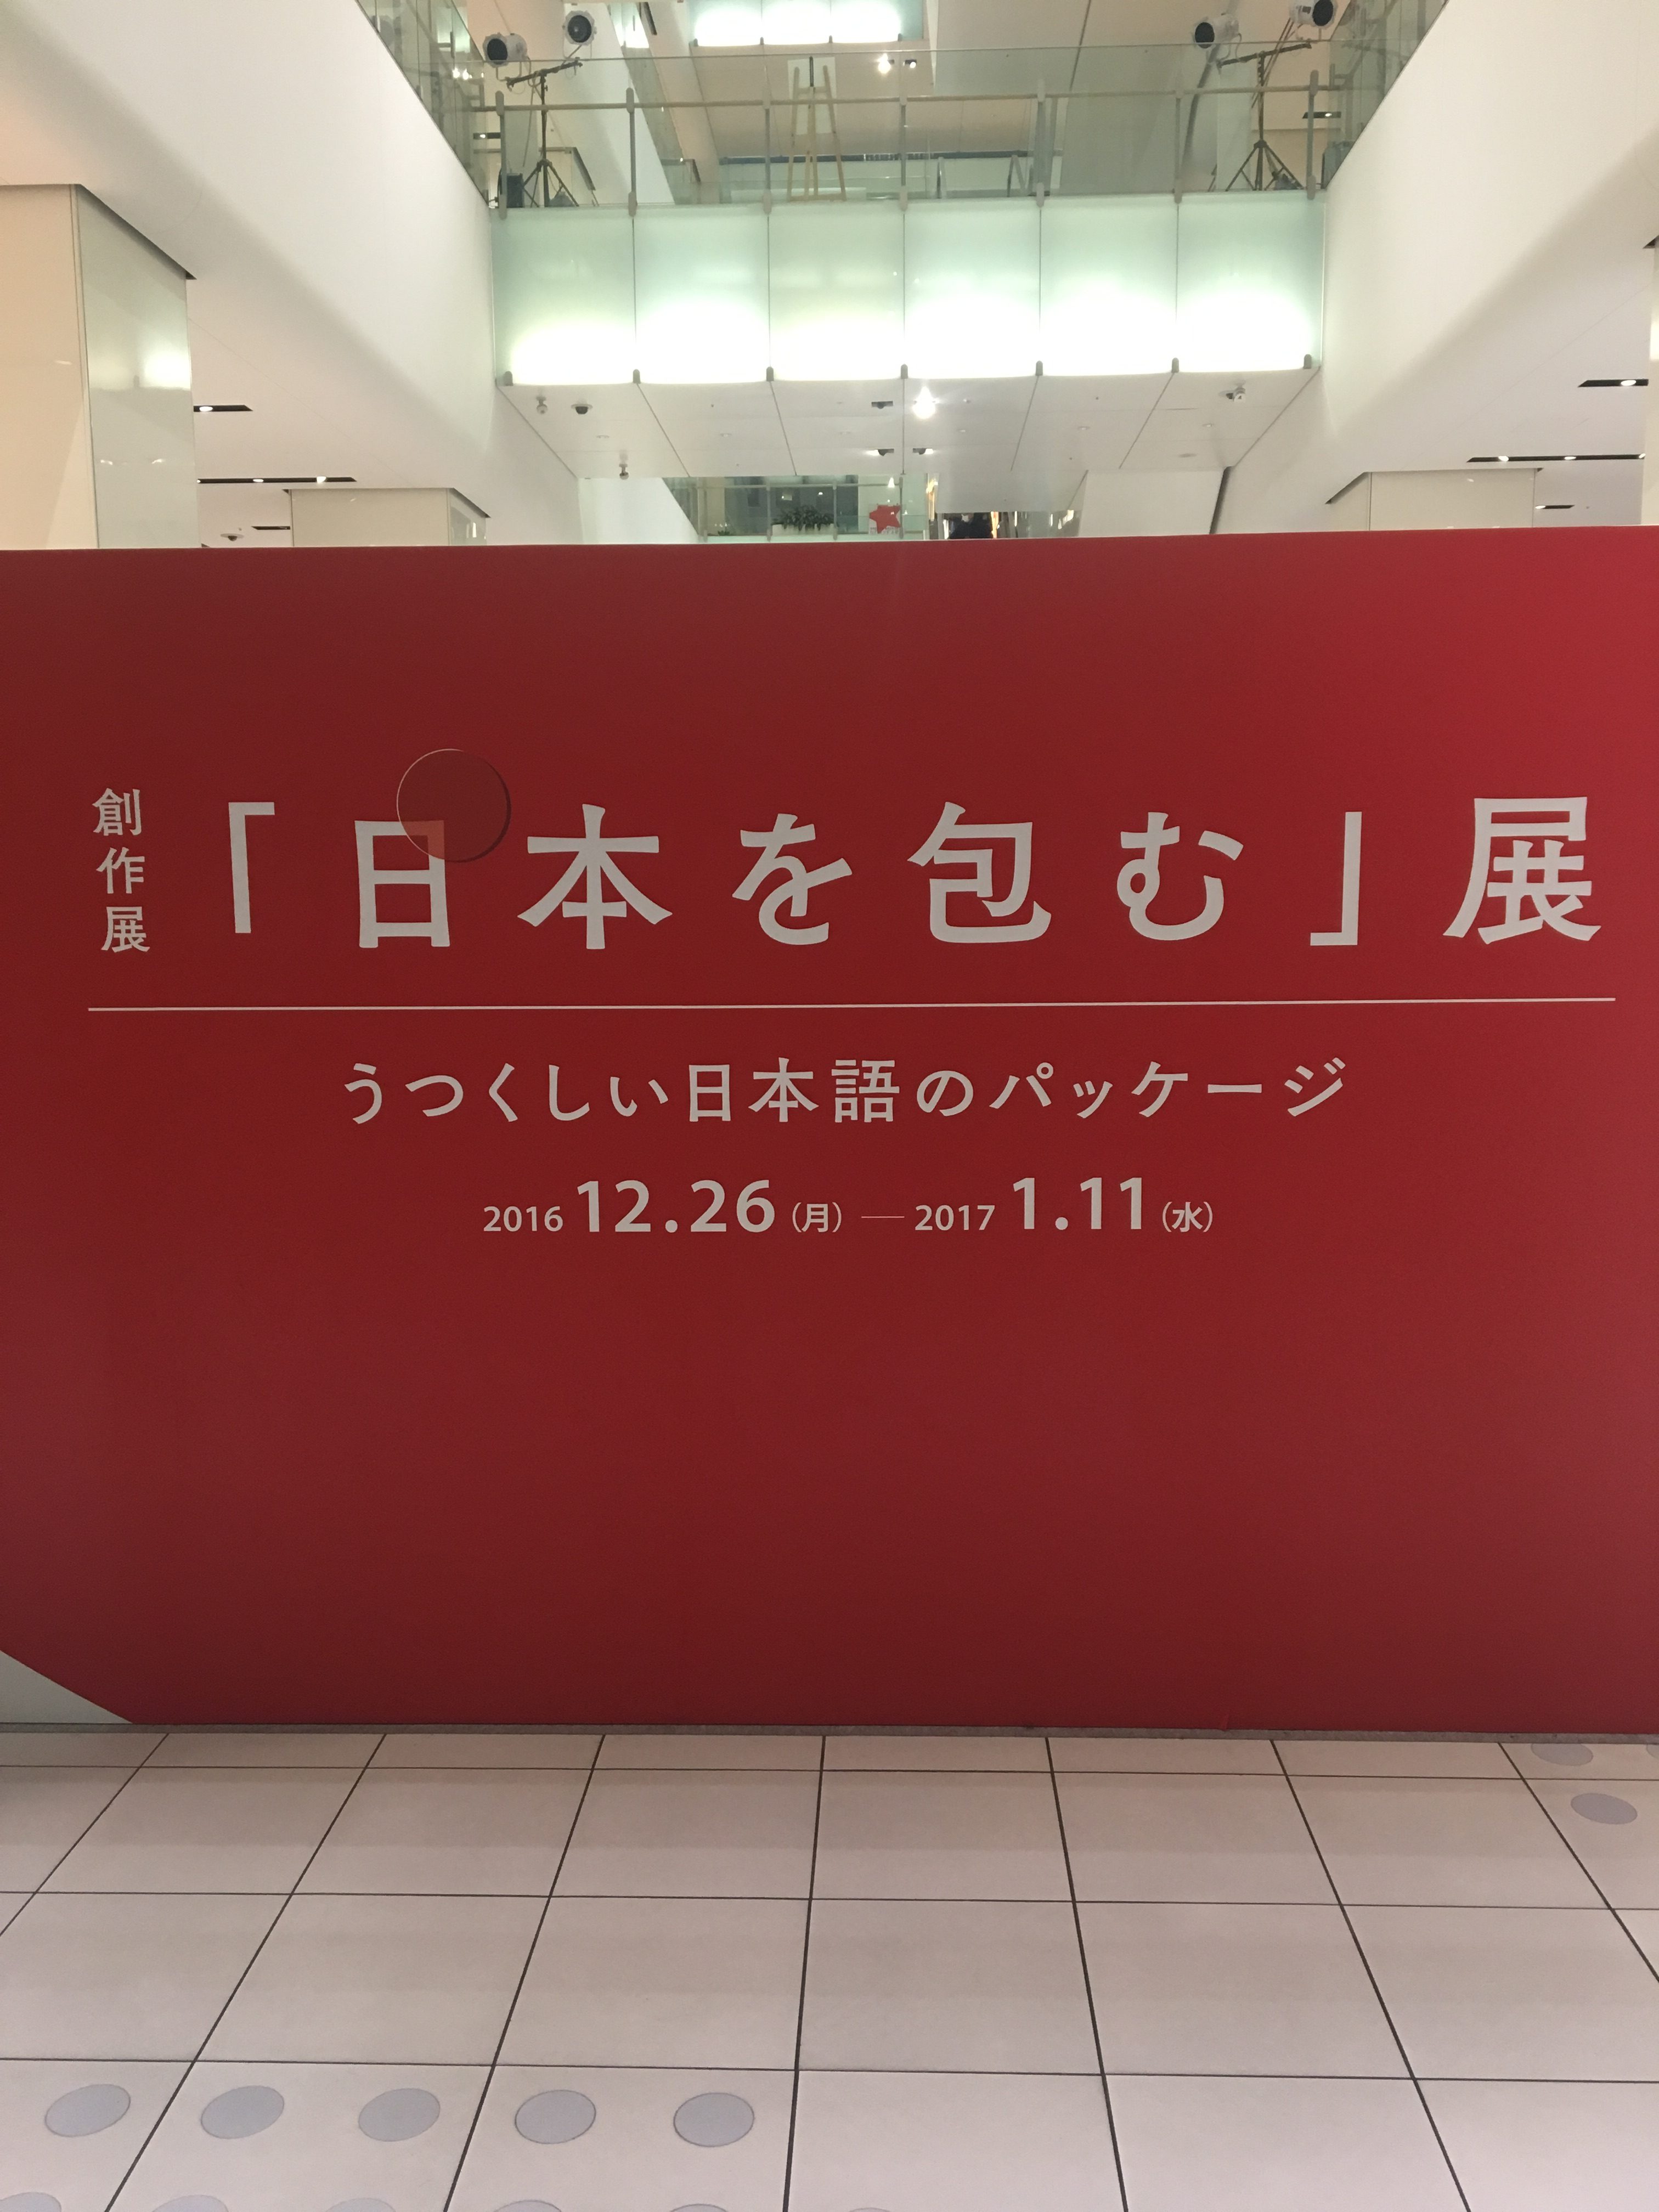 創作展
「日本を包む」展
うつくしい日本語のパッケージ
2016 12.26(月)—2017 1.11(水)